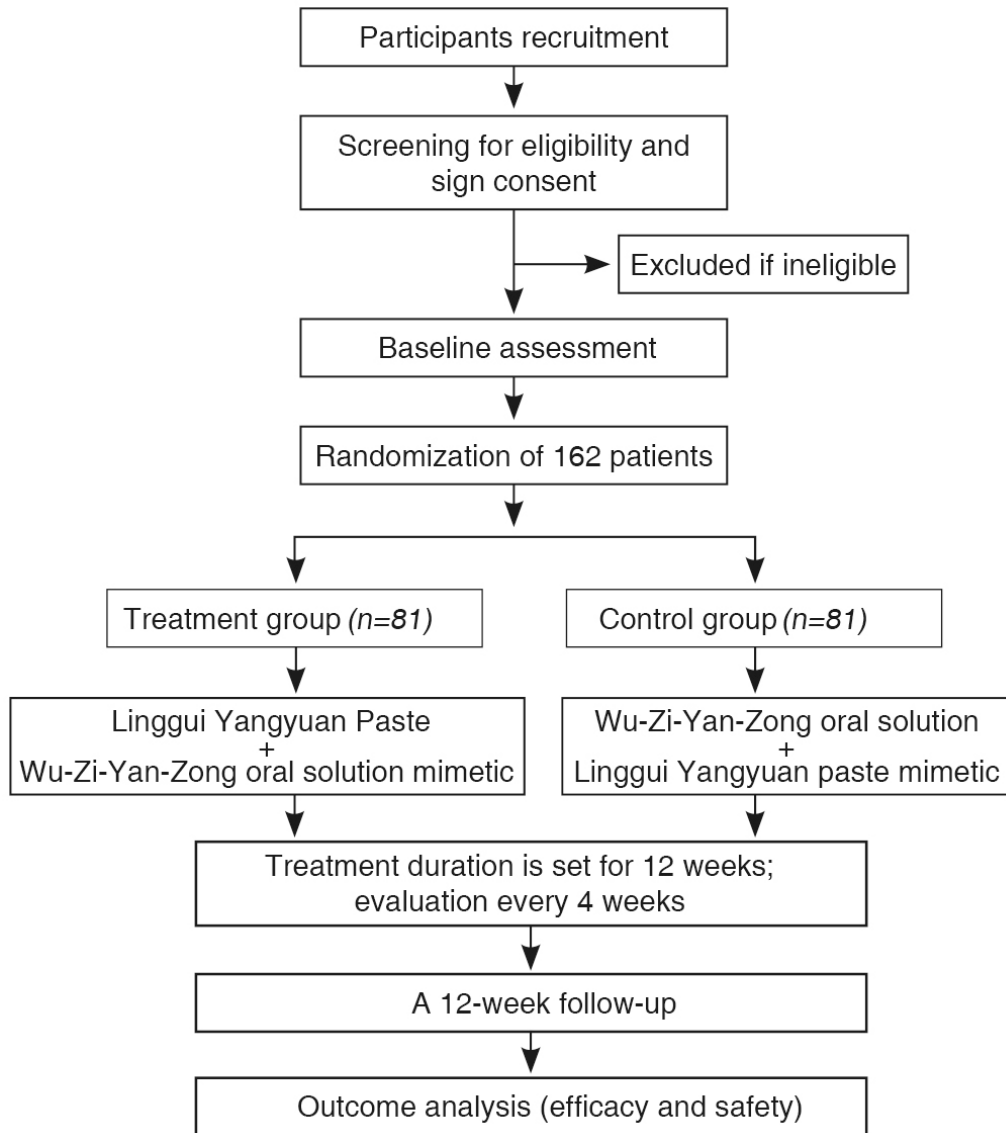 Participants recruitment
Screening for eligibility and
sign consent
Excluded if ineligible
Baseline assessment
Randomization of 162 patients
Treatment group (n=81)
Control group (n=81)
Linggui Yangyuan Paste
+
Wu-Zi-Yan-Zong oral solution mimetic
Wu-Zi-Yan-Zong oral solution
+
Linggui Yangyuan paste mimetic
Treatment duration is set for 12 weeks;
evaluation every 4 weeks
A 12-week follow-up
Outcome analysis (efficacy and safety)